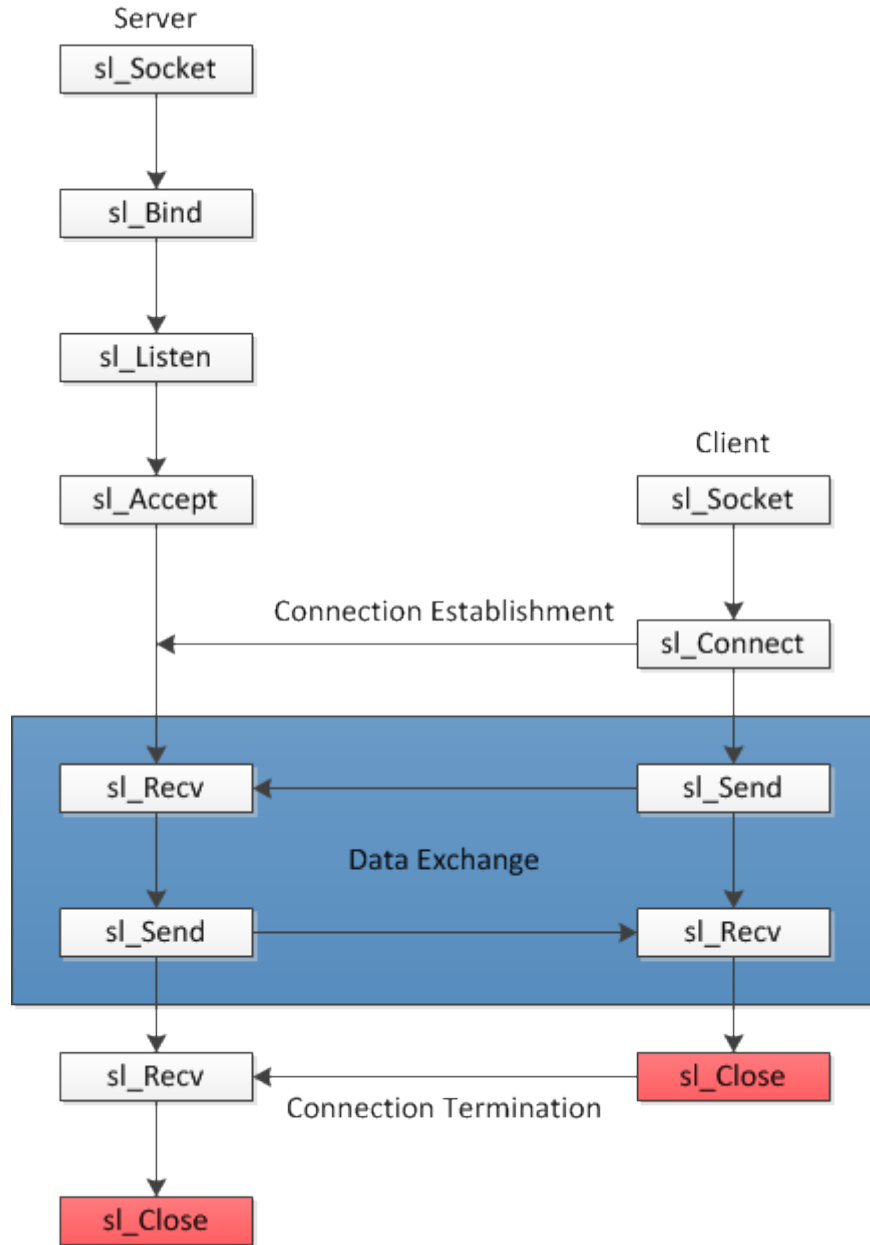 Server
sl_Socket
sl_Bind
sl_Listen
Client
sl_Accept
sl_Socket
Connection Establishment
sl_Connect
sl_Recv
sl_Send
Data Exchange
sl_Send
sl_Recv
sl_Recv
sl_Close
Connection Termination
sl_Close